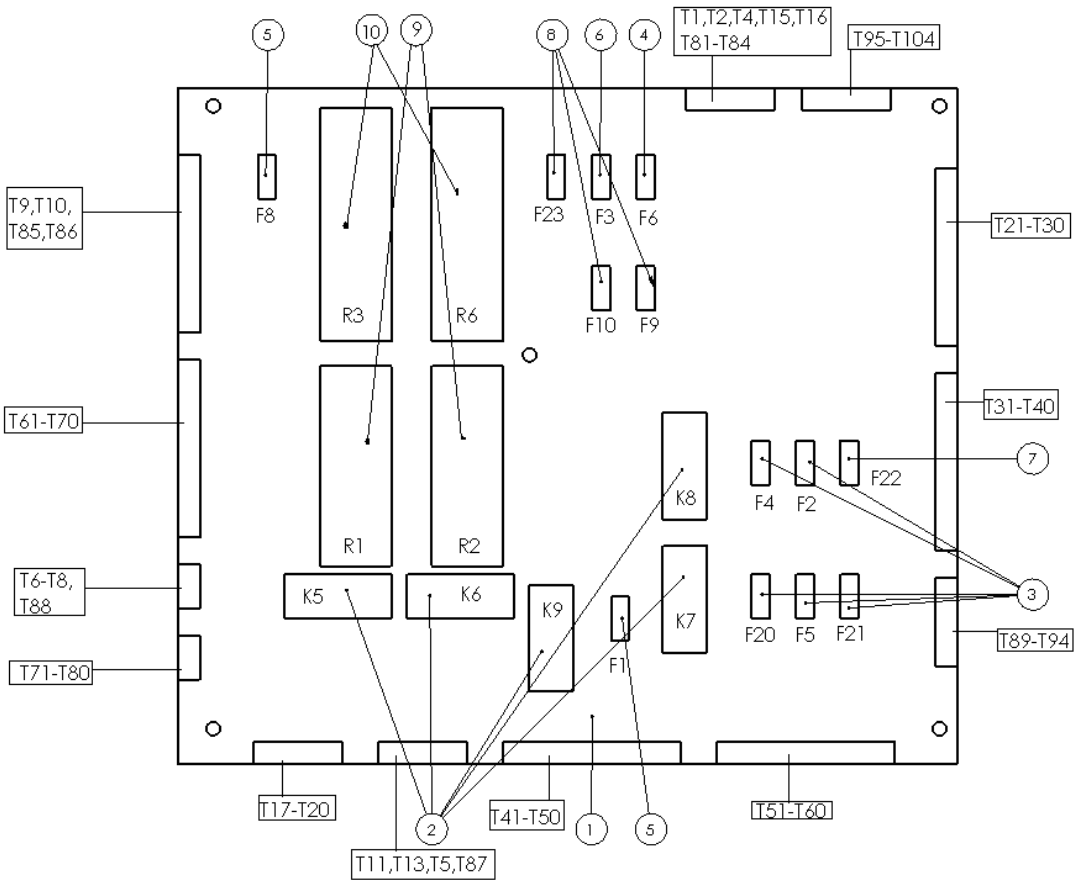 T1,T2,T4,T15,T16
T81-T84
T95-T104
5
10
9
8
6
4
T9,T10,
T85,T86
F8
F23
F3
F6
T21-T30
R3
R6
F10
F9
T61-T70
T31-T40
7
K8
F4
F2
F22
R1
R2
T6-T8,
T88
K5
K6
K9
K7
3
F20
F5
F21
T89-T94
F1
T71-T80
T17-T20
2
T41-T50
1
5
T51-T60
T11,T13,T5,T87